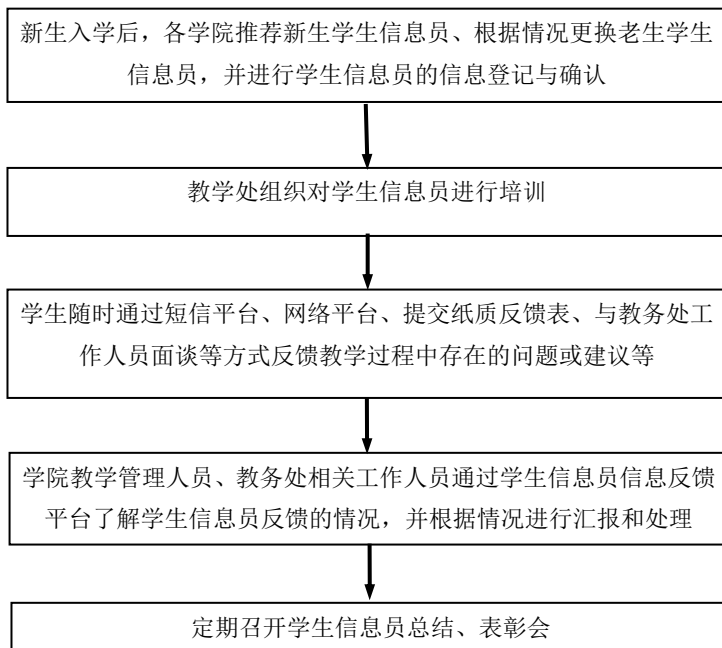 新生入学后，各学院推荐新生学生信息员、根据情况更换老生学生
信息员，并进行学生信息员的信息登记与确认
教学处组织对学生信息员进行培训
学生随时通过短信平台、网络平台、提交纸质反馈表、与教务处工
作人员面谈等方式反馈教学过程中存在的问题或建议等
学院教学管理人员、教务处相关工作人员通过学生信息员信息反馈
平台了解学生信息员反馈的情况，并根据情况进行汇报和处理
定期召开学生信息员总结、表彰会